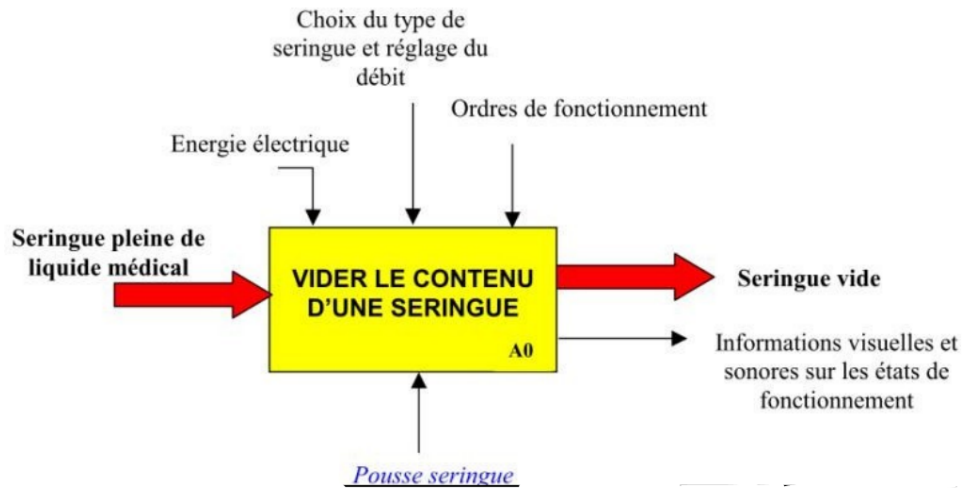 Choix du type de
seringue et réglage du
débit
Ordres de fonctionnement
Energie électrique
Seringue pleine de
liquide médical
VIDER LE CONTENU
D'UNE SERINGUE
A0
Seringue vide
Informations visuelles et
sonores sur les états de
fonctionnement
Pousse seringue